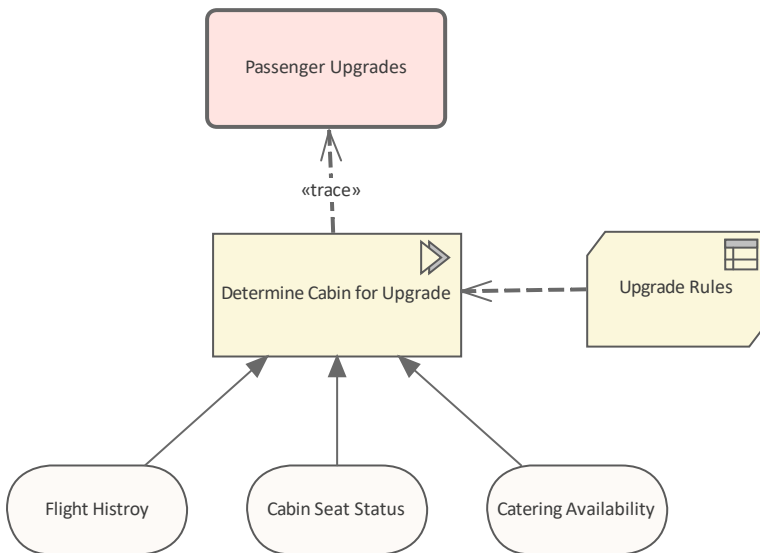 Passenger Upgrades
«trace»
Determine Cabin for Upgrade
Upgrade Rules
Flight Histroy
Cabin Seat Status
Catering Availability